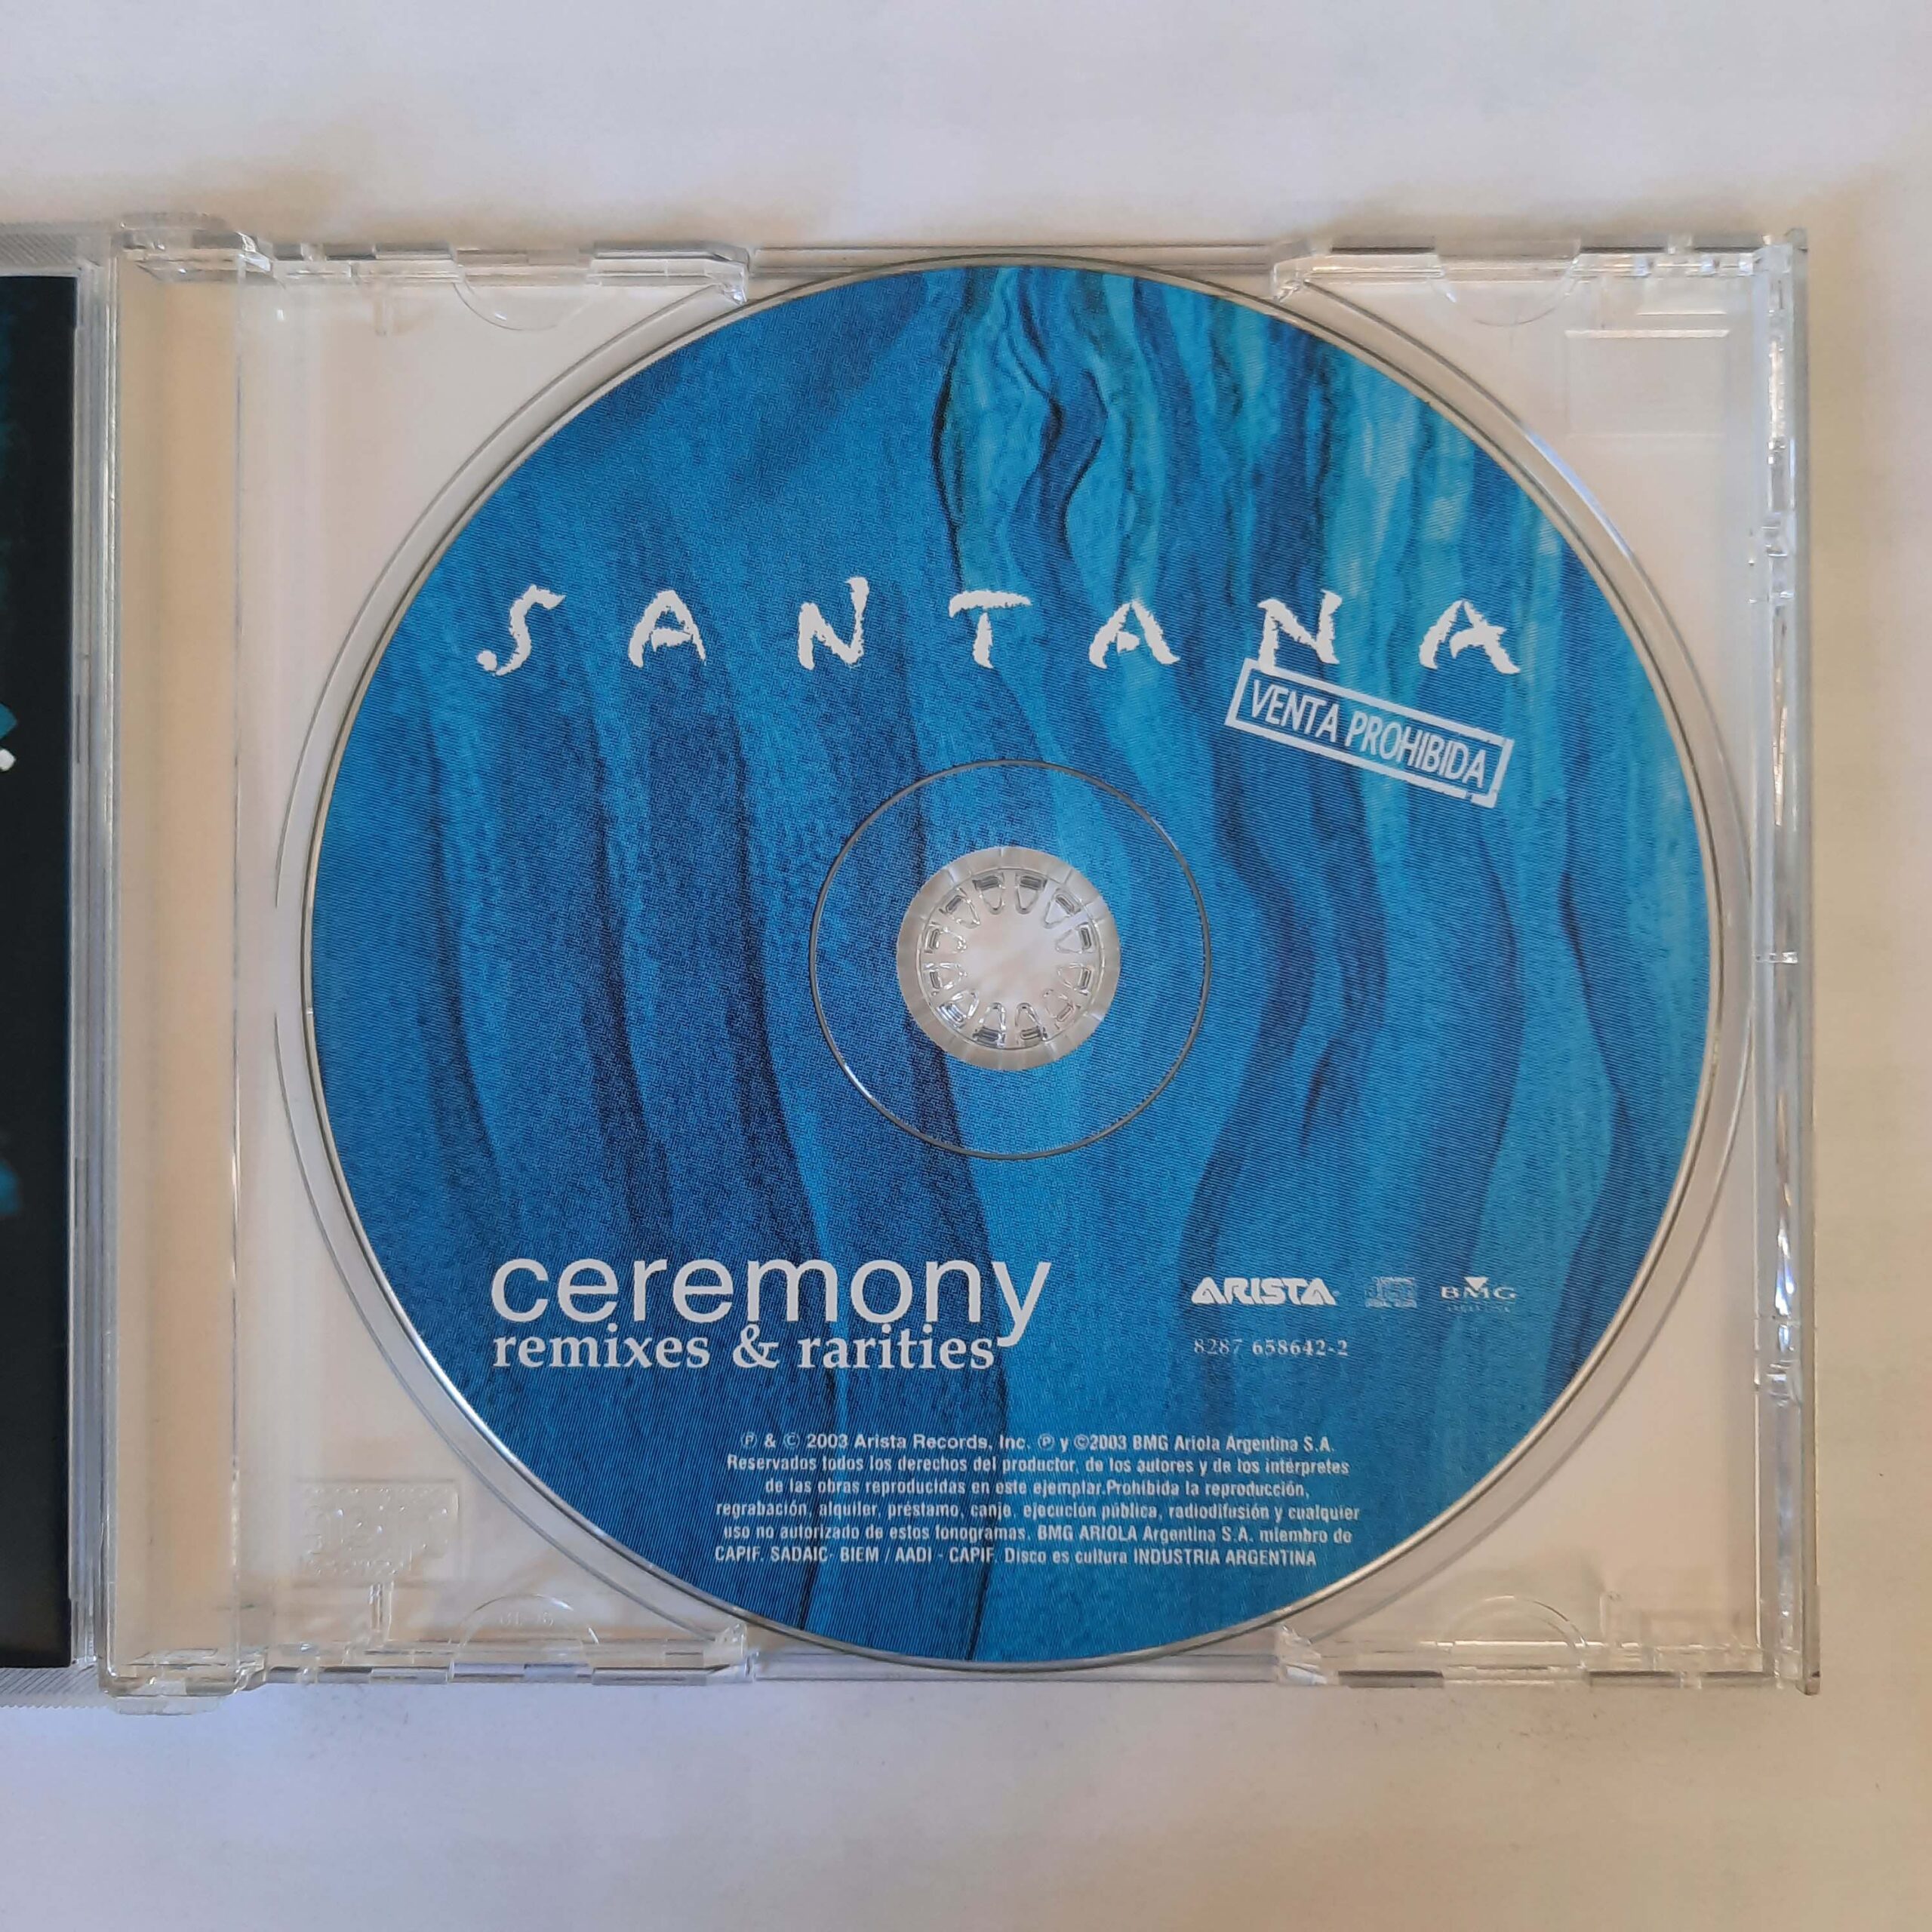 SANTANA
VENTA PROHIBIDA
ceremony
remixes & rarities
ARISTA
BMG
ARGENTINA
8287 658642-2
℗ & © 2003 Arista Records, Inc. ℗ y ©2003 BMG Ariola Argentina S.A.
Reservados todos los derechos del productor, de los autores y de los intérpretes
de las obras reproducidas en este ejemplar.Prohibida la reproducción,
regrabación, alquiler, préstamo, canje, ejecución pública, radiodifusión y cualquier
uso no autorizado de estos fonogramas. BMG ARIOLA Argentina S.A. miembro de
CAPIF. SADAIC- BIEM / AADI - CAPIF. Disco es cultura INDUSTRIA ARGENTINA